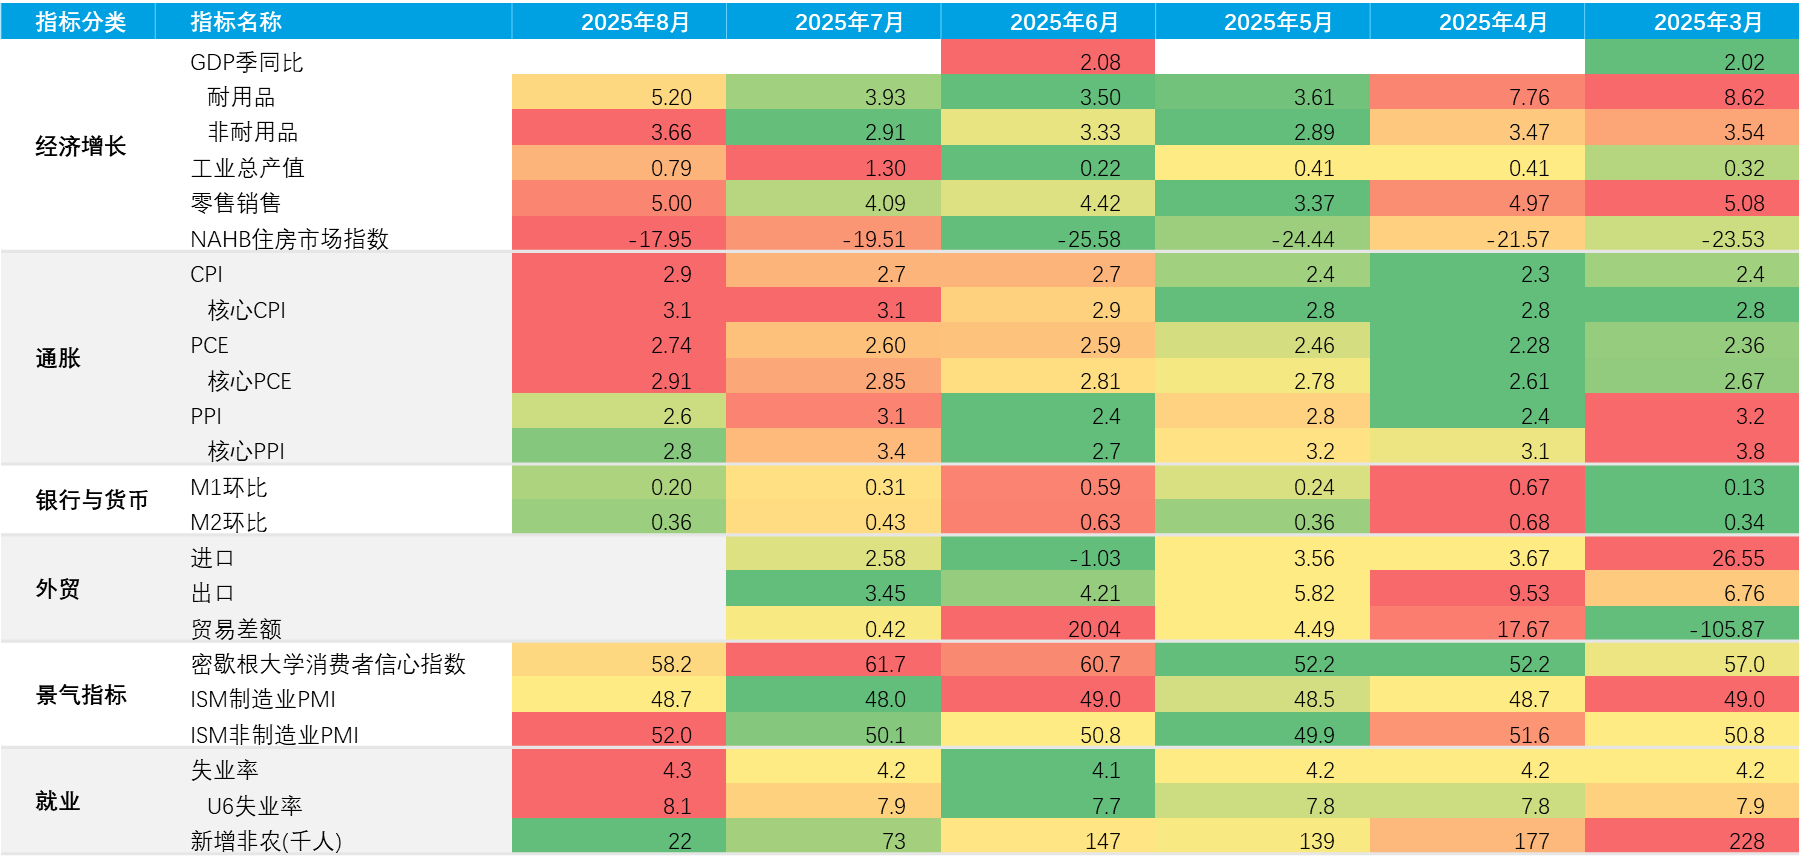 指标分类 指标名称 2025年8月 2025年7月 2025年6月 2025年5月 2025年4月 2025年3月
经济增长
GDP季同比 2.08 2.02
耐用品 5.20 3.93 3.50 3.61 7.76 8.62
非耐用品 3.66 2.91 3.33 2.89 3.47 3.54
工业总产值 0.79 1.30 0.22 0.41 0.41 0.32
零售销售 5.00 4.09 4.42 3.37 4.97 5.08
NAHB住房市场指数 -17.95 -19.51 -25.58 -24.44 -21.57 -23.53
通胀
CPI 2.9 2.7 2.7 2.4 2.3 2.4
核心CPI 3.1 3.1 2.9 2.8 2.8 2.8
PCE 2.74 2.60 2.59 2.46 2.28 2.36
核心PCE 2.91 2.85 2.81 2.78 2.61 2.67
PPI 2.6 3.1 2.4 2.8 2.4 3.2
核心PPI 2.8 3.4 2.7 3.2 3.1 3.8
银行与货币
M1环比 0.20 0.31 0.59 0.24 0.67 0.13
M2环比 0.36 0.43 0.63 0.36 0.68 0.34
外贸
进口 2.58 -1.03 3.56 3.67 26.55
出口 3.45 4.21 5.82 9.53 6.76
贸易差额 0.42 20.04 4.49 17.67 -105.87
景气指标
密歇根大学消费者信心指数 58.2 61.7 60.7 52.2 52.2 57.0
ISM制造业PMI 48.7 48.0 49.0 48.5 48.7 49.0
ISM非制造业PMI 52.0 50.1 50.8 49.9 51.6 50.8
就业
失业率 4.3 4.2 4.1 4.2 4.2 4.2
U6失业率 8.1 7.9 7.7 7.8 7.8 7.9
新增非农(千人) 22 73 147 139 177 228